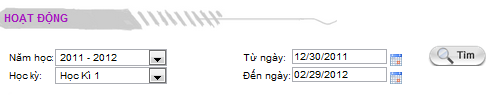 HOẠT ĐỘNG
Năm học: 2011 - 2012 Từ ngày: 12/30/2011 Tìm
Học kỳ: Học Kì 1 Đến ngày: 02/29/2012